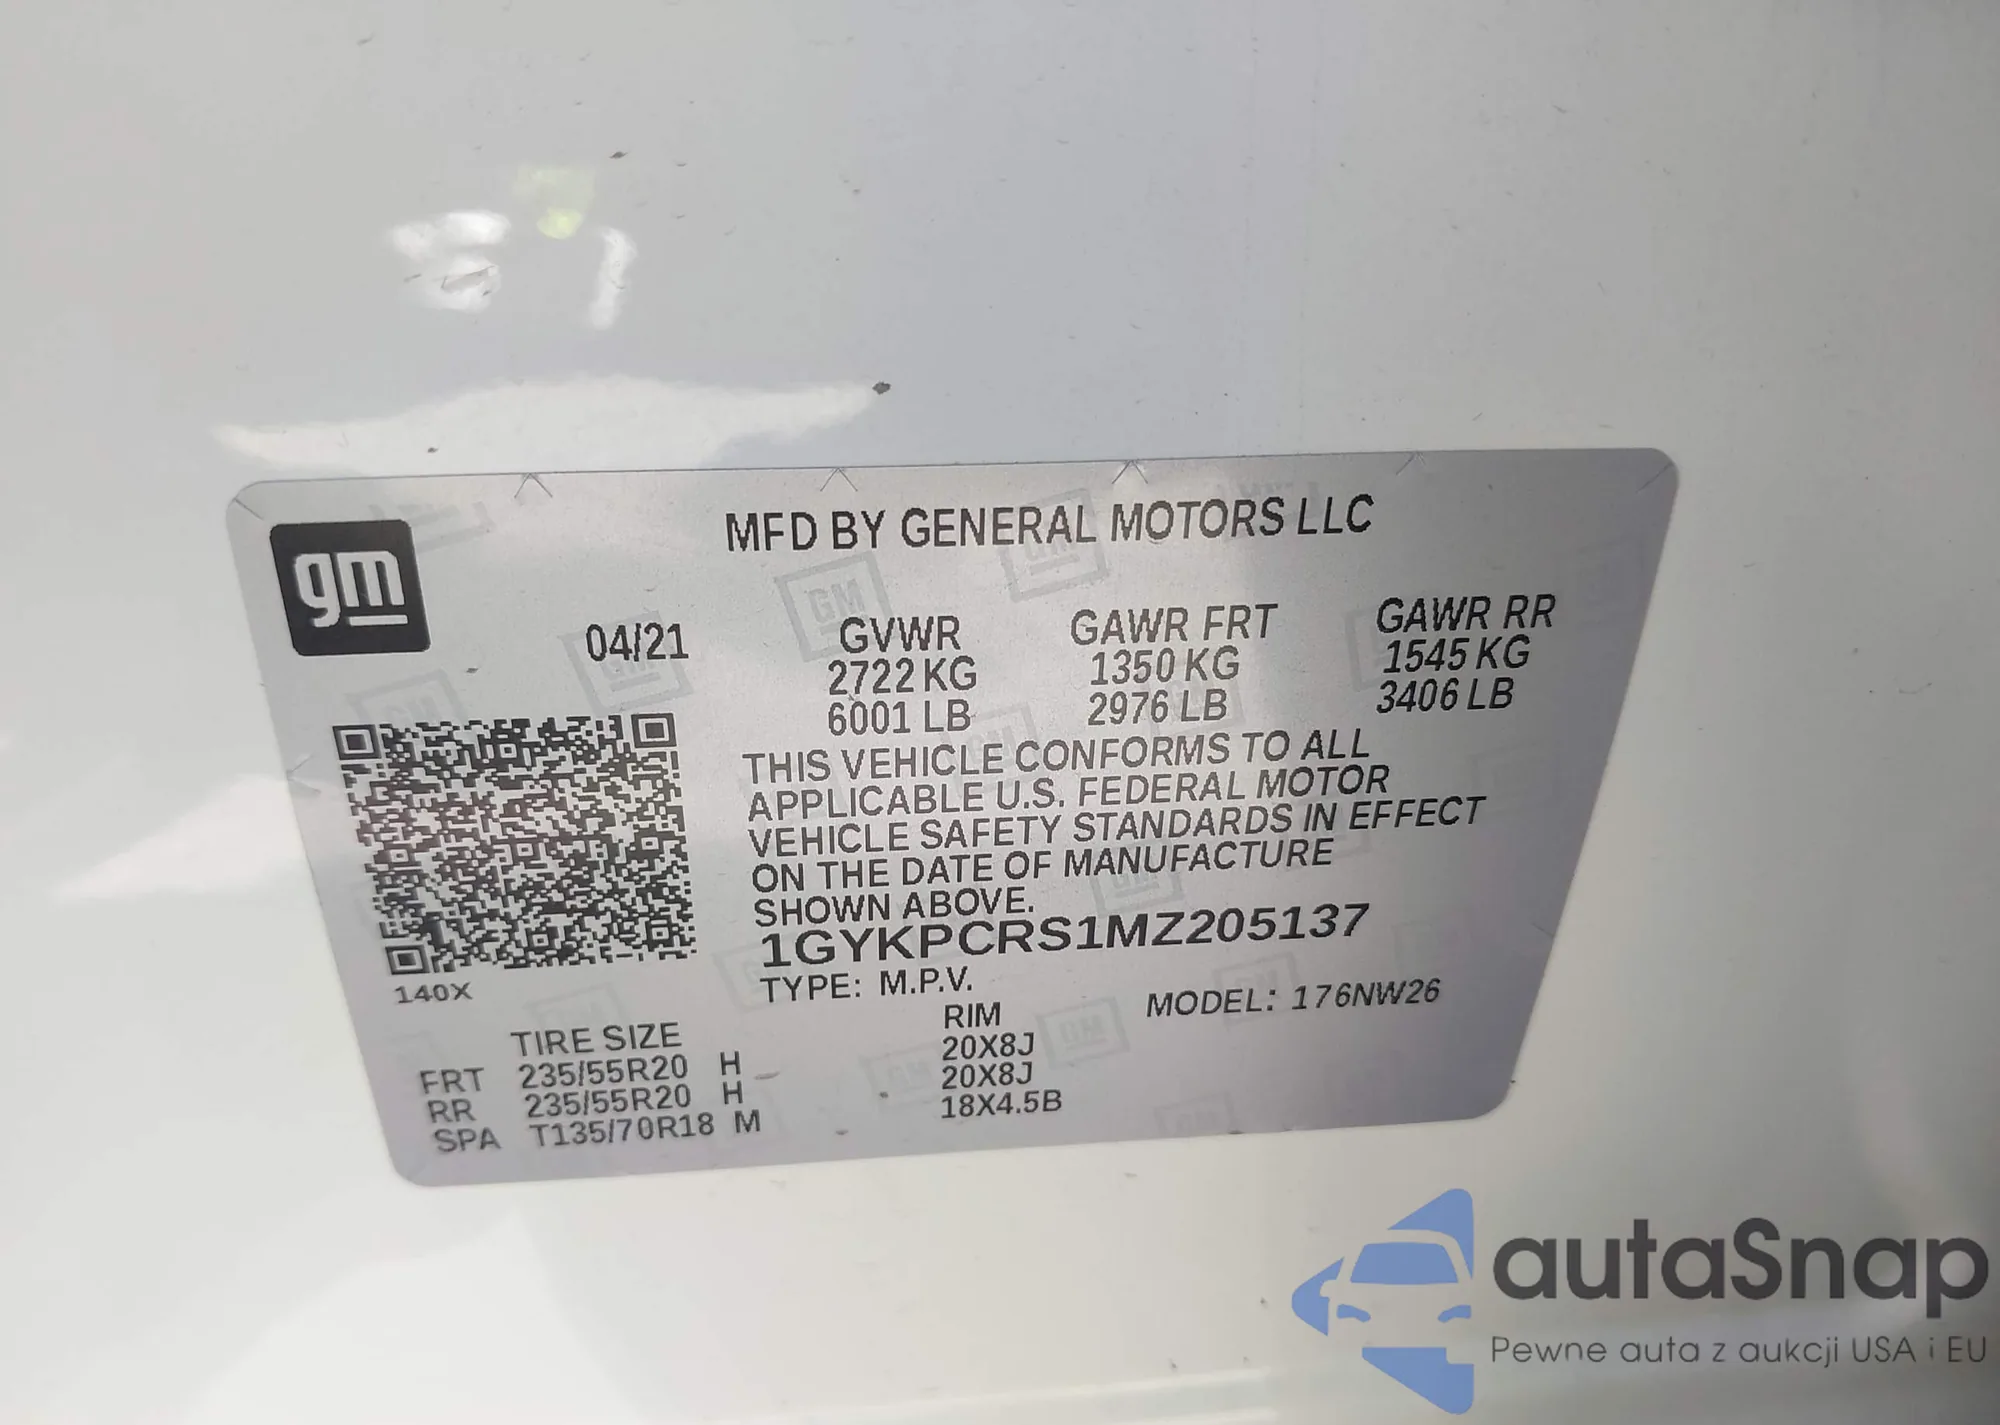 gm
MFD BY GENERAL MOTORS LLC
04/21
GVWR
2722 KG
6001 LB
GAWR FRT
1350 KG
2976 LB
GAWR RR
1545 KG
3406 LB
THIS VEHICLE CONFORMS TO ALL
APPLICABLE U.S. FEDERAL MOTOR
VEHICLE SAFETY STANDARDS IN EFFECT
ON THE DATE OF MANUFACTURE
SHOWN ABOVE.
1GYKPCRS1MZ205137
140X
TYPE: M.P.V.
MODEL: 176NW26
TIRE SIZE
RIM
FRT 235/55R20 H 20X8J
RR 235/55R20 H 20X8J
SPA T135/70R18 M 18X4.5B
autaSnap
Pewne auta z aukcji USA i EU